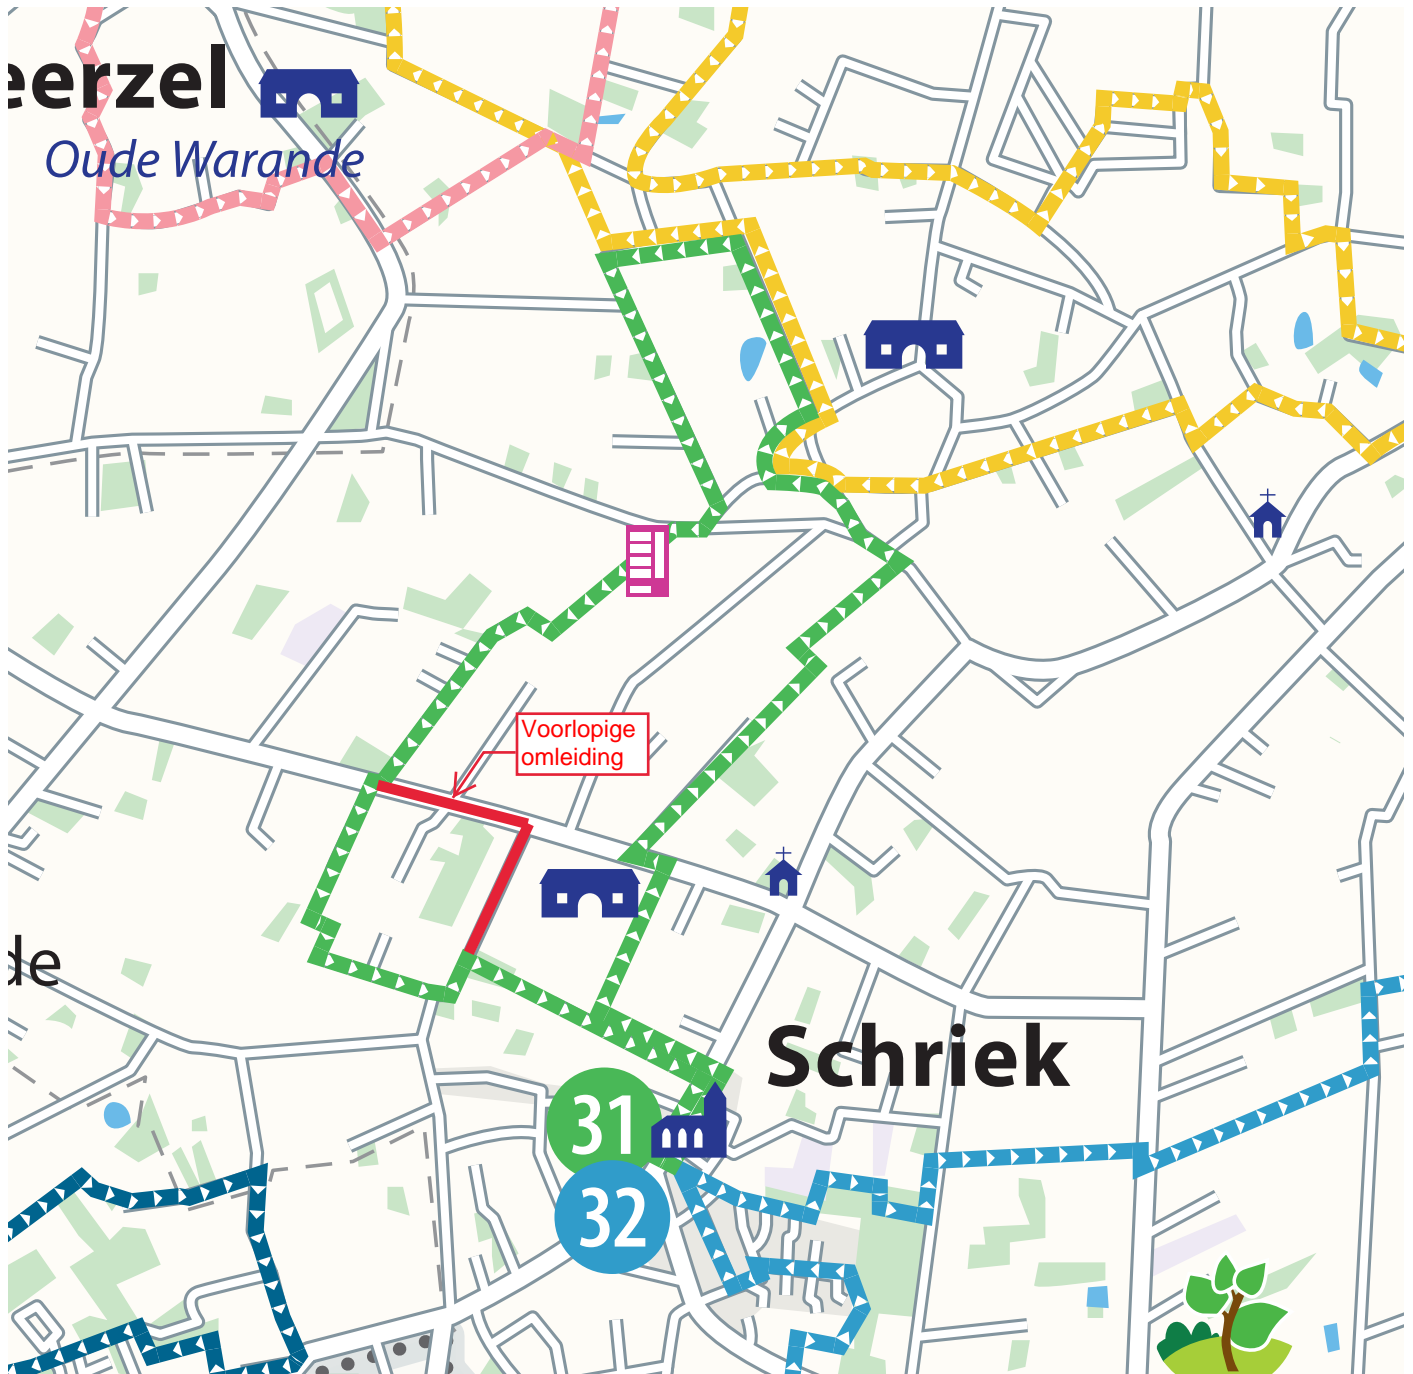 eerzel
Oude Warande
Voorlopige
omleiding
de
Schriek
31
32